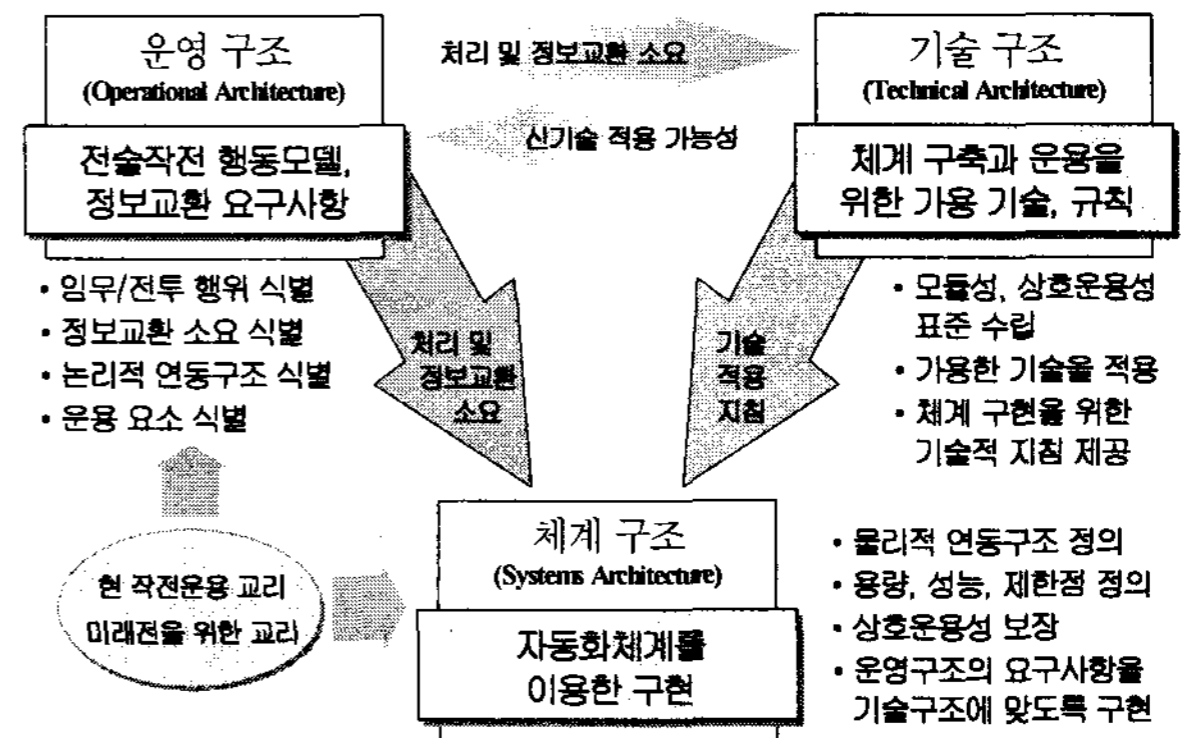 운영 구조
(Operational Architecture)
전술작전 행동모델,
정보교환 요구사항
• 임무/전투 행위 식별
• 정보교환 소요 식별
• 논리적 연동구조 식별
• 운용 요소 식별
처리 및 정보교환 소요
신기술 적용 가능성
기술 구조
(Technical Architecture)
체계 구축과 운용을
위한 가용 기술, 규칙
• 모듈성, 상호운용성
표준 수립
• 가용한 기술을 적용
• 체계 구현을 위한
기술적 지침 제공
처리 및
정보교환
소요
기술
적용
지침
현 작전운용 교리
미래전을 위한 교리
체계 구조
(Systems Architecture)
자동화체계를
이용한 구현
• 물리적 연동구조 정의
• 용량, 성능, 제한점 정의
• 상호운용성 보장
• 운영구조의 요구사항을
기술구조에 맞도록 구현